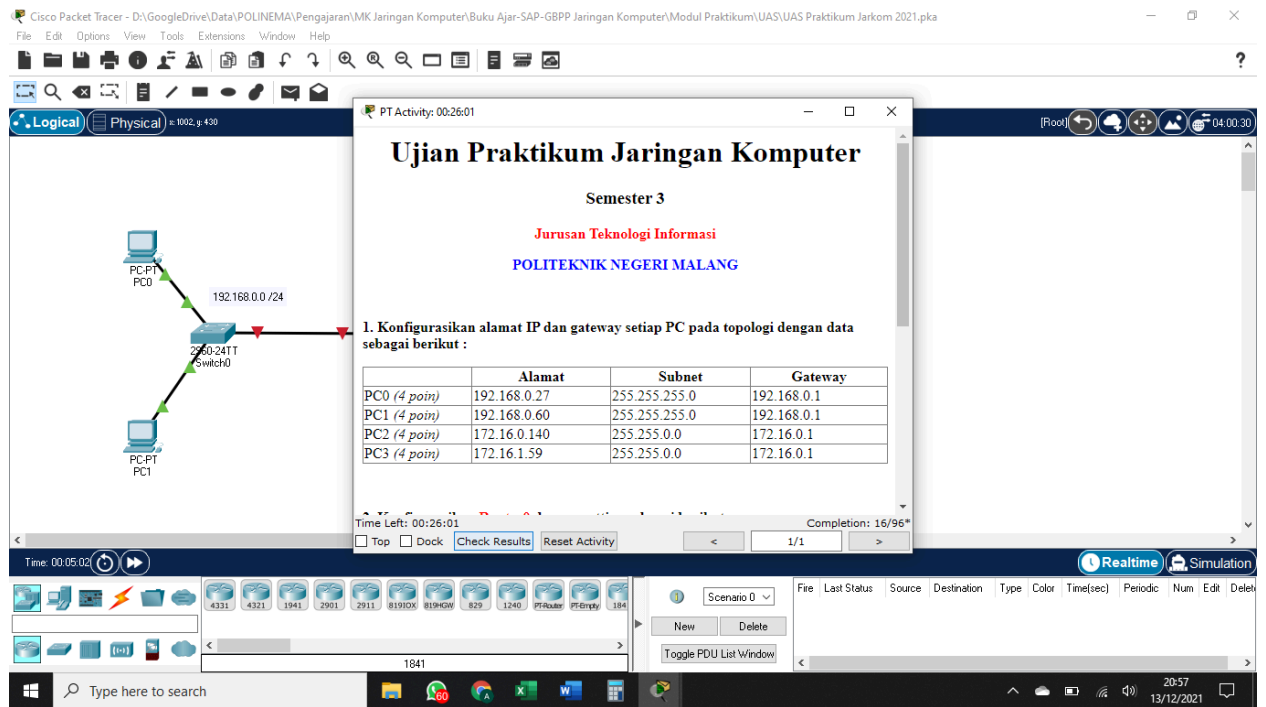 Cisco Packet Tracer - D:\GoogleDrive\Data\POLINEMA\Pengajaran\MK Jaringan Komputer\Buku Ajar-SAP-GBPP Jaringan Komputer\Modul Praktikum\UAS\UAS Praktikum Jarkom 2021.pka
File Edit Options View Tools Extensions Window Help
?
Logical Physical x: 1002, y: 430
[Root] 04:00:30
PT Activity: 00:26:01
Ujian Praktikum Jaringan Komputer
Semester 3
Jurusan Teknologi Informasi
POLITEKNIK NEGERI MALANG
1. Konfigurasikan alamat IP dan gateway setiap PC pada topologi dengan data
sebagai berikut :
Alamat Subnet Gateway
PC0 (4 poin) 192.168.0.27 255.255.255.0 192.168.0.1
PC1 (4 poin) 192.168.0.60 255.255.255.0 192.168.0.1
PC2 (4 poin) 172.16.0.140 255.255.0.0 172.16.0.1
PC3 (4 poin) 172.16.1.59 255.255.0.0 172.16.0.1
Time Left: 00:26:01 Completion: 16/96*
Top Dock Check Results Reset Activity < 1/1 >
PC-PT
PC0
192.168.0.0 /24
2960-24TT
Switch0
PC-PT
PC1
Time: 00:05:02 Realtime Simulation
4331 4321 1941 2901 2911 819IOX 819HGW 829 1240 PT-Router PT-Empty 184
1841
Scenario 0
New Delete
Toggle PDU List Window
Fire Last Status Source Destination Type Color Time(sec) Periodic Num Edit Delet
Type here to search
60
20:57
13/12/2021